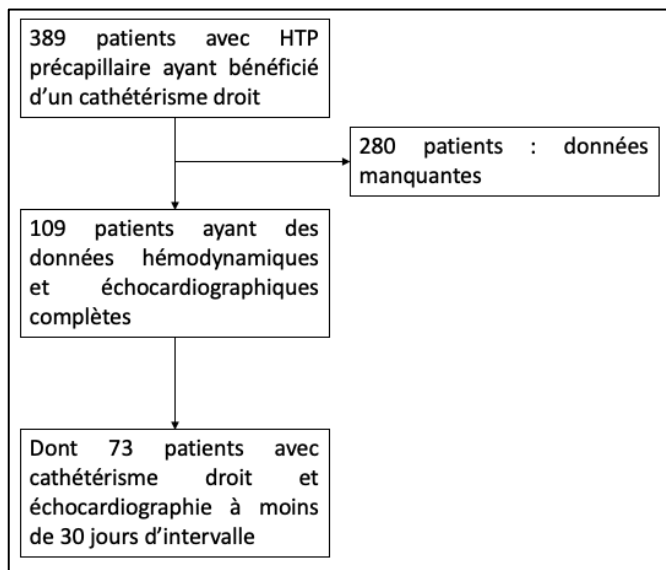 389 patients avec HTP
précapillaire ayant bénéficié
d’un cathétérisme droit
280 patients : données
manquantes
109 patients ayant des
données hémodynamiques
et échocardiographiques
complètes
Dont 73 patients avec
cathétérisme droit et
échocardiographie à moins
de 30 jours d’intervalle